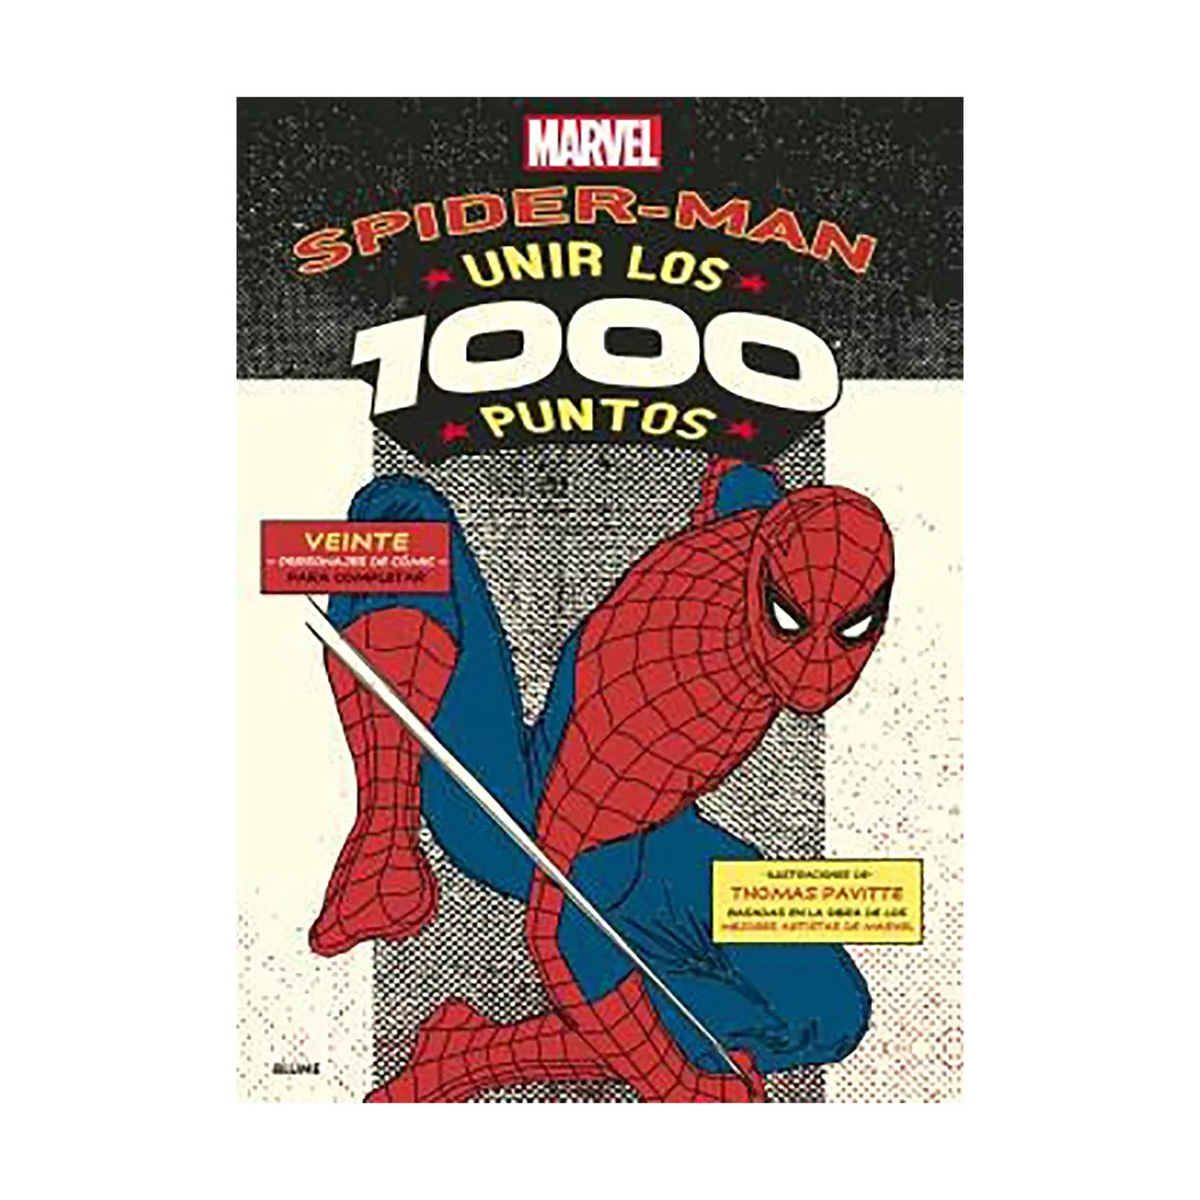 MARVEL
SPIDER-MAN
UNIR LOS
1000
PUNTOS
VEINTE
PERSONAJES DE CÓMIC
PARA COMPLETAR
ILUSTRACIONES DE
THOMAS PAVITTE
BASADAS EN LA OBRA DE LOS
MEJORES ARTISTAS DE MARVEL
BLUME